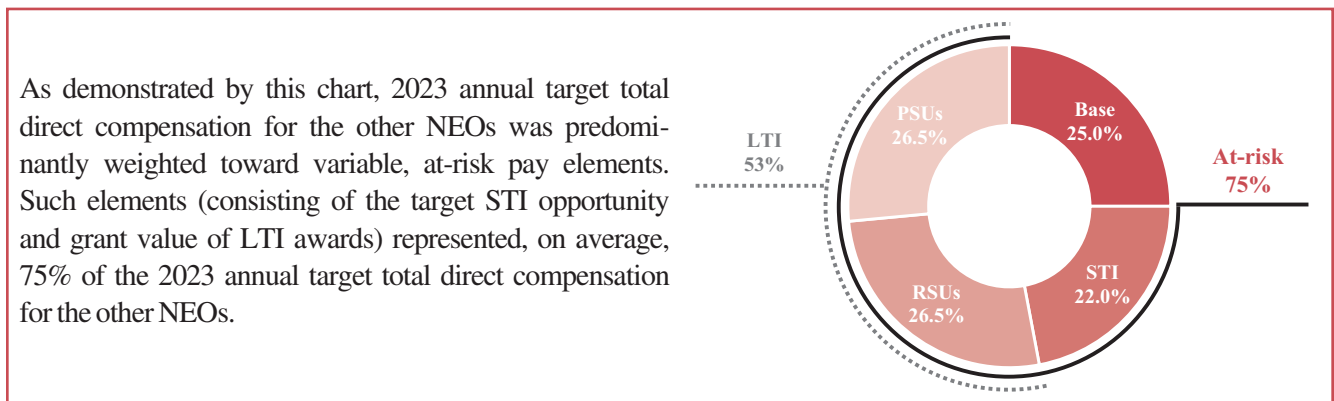 As demonstrated by this chart, 2023 annual target total
direct compensation for the other NEOs was predomi-
nantly weighted toward variable, at-risk pay elements.
Such elements (consisting of the target STI opportunity
and grant value of LTI awards) represented, on average,
75% of the 2023 annual target total direct compensation
for the other NEOs.
LTI
53%
PSUs
26.5%
Base
25.0%
At-risk
75%
RSUs
26.5%
STI
22.0%